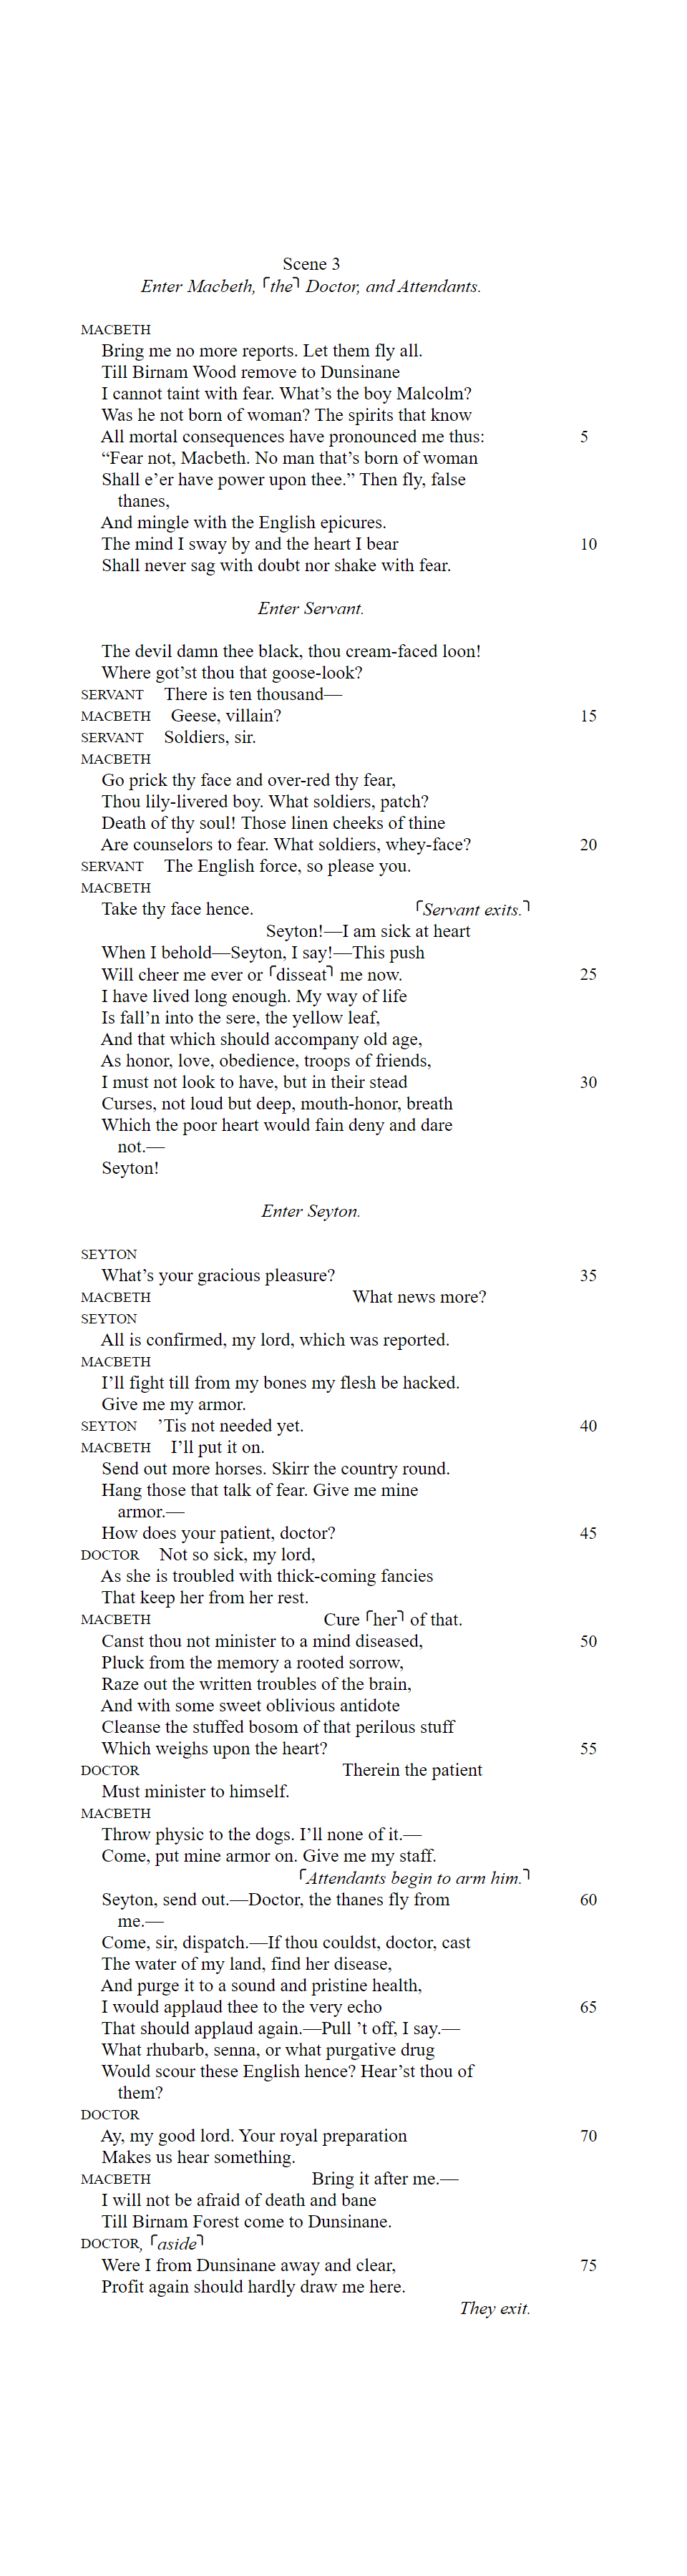 Scene 3
Enter Macbeth, ⌜the⌝ Doctor, and Attendants.
MACBETH
Bring me no more reports. Let them fly all.
Till Birnam Wood remove to Dunsinane
I cannot taint with fear. What’s the boy Malcolm?
Was he not born of woman? The spirits that know
All mortal consequences have pronounced me thus: 5
“Fear not, Macbeth. No man that’s born of woman
Shall e’er have power upon thee.” Then fly, false
thanes,
And mingle with the English epicures.
The mind I sway by and the heart I bear 10
Shall never sag with doubt nor shake with fear.
Enter Servant.
The devil damn thee black, thou cream-faced loon!
Where got’st thou that goose-look?
SERVANT There is ten thousand—
MACBETH Geese, villain? 15
SERVANT Soldiers, sir.
MACBETH
Go prick thy face and over-red thy fear,
Thou lily-livered boy. What soldiers, patch?
Death of thy soul! Those linen cheeks of thine
Are counselors to fear. What soldiers, whey-face? 20
SERVANT The English force, so please you.
MACBETH
Take thy face hence. ⌜Servant exits.⌝
Seyton!—I am sick at heart
When I behold—Seyton, I say!—This push
Will cheer me ever or ⌜disseat⌝ me now. 25
I have lived long enough. My way of life
Is fall’n into the sere, the yellow leaf,
And that which should accompany old age,
As honor, love, obedience, troops of friends,
I must not look to have, but in their stead 30
Curses, not loud but deep, mouth-honor, breath
Which the poor heart would fain deny and dare
not.—
Seyton!
Enter Seyton.
SEYTON
What’s your gracious pleasure? 35
MACBETH What news more?
SEYTON
All is confirmed, my lord, which was reported.
MACBETH
I’ll fight till from my bones my flesh be hacked.
Give me my armor.
SEYTON ’Tis not needed yet. 40
MACBETH I’ll put it on.
Send out more horses. Skirr the country round.
Hang those that talk of fear. Give me mine
armor.—
How does your patient, doctor? 45
DOCTOR Not so sick, my lord,
As she is troubled with thick-coming fancies
That keep her from her rest.
MACBETH Cure ⌜her⌝ of that.
Canst thou not minister to a mind diseased, 50
Pluck from the memory a rooted sorrow,
Raze out the written troubles of the brain,
And with some sweet oblivious antidote
Cleanse the stuffed bosom of that perilous stuff
Which weighs upon the heart? 55
DOCTOR Therein the patient
Must minister to himself.
MACBETH
Throw physic to the dogs. I’ll none of it.—
Come, put mine armor on. Give me my staff.
⌜Attendants begin to arm him.⌝
Seyton, send out.—Doctor, the thanes fly from 60
me.—
Come, sir, dispatch.—If thou couldst, doctor, cast
The water of my land, find her disease,
And purge it to a sound and pristine health,
I would applaud thee to the very echo 65
That should applaud again.—Pull ’t off, I say.—
What rhubarb, senna, or what purgative drug
Would scour these English hence? Hear’st thou of
them?
DOCTOR
Ay, my good lord. Your royal preparation 70
Makes us hear something.
MACBETH Bring it after me.—
I will not be afraid of death and bane
Till Birnam Forest come to Dunsinane.
DOCTOR, ⌜aside⌝
Were I from Dunsinane away and clear, 75
Profit again should hardly draw me here.
They exit.